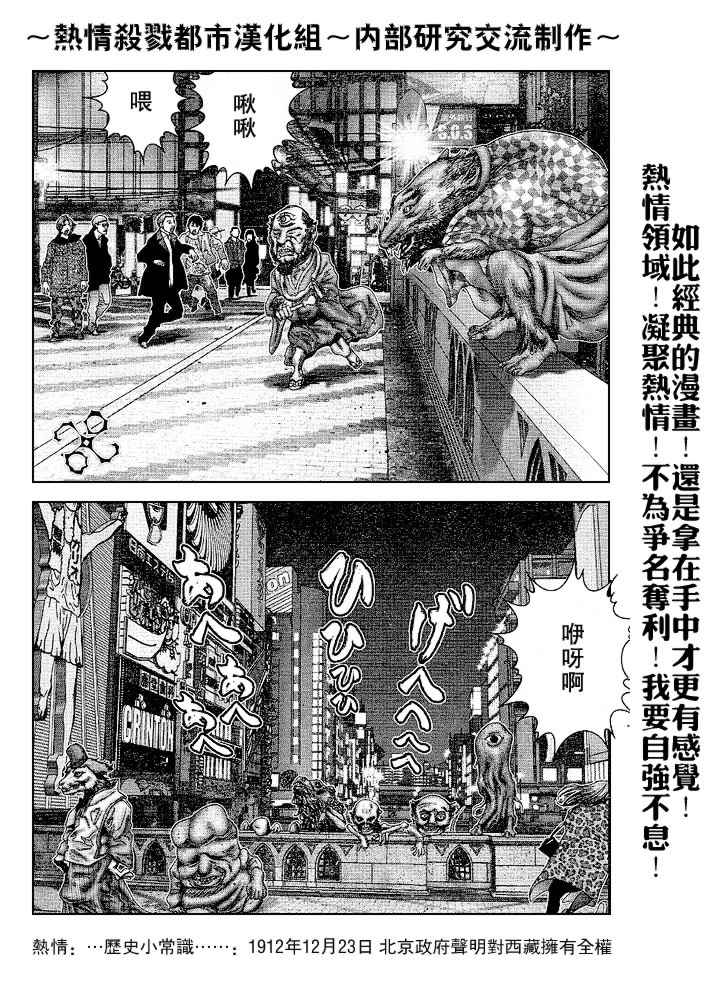 ～熱情殺戮都市漢化組～内部研究交流制作～
啾啾
喂
如此經典的漫畫！還是拿在手中才更有感覺！
熱情領域！凝聚熱情！不為爭名奪利！我要自強不息！
咿呀啊
げへへへ
ひひひひ
あへあへあへ
CRINTON
熱情：…歷史小常識……：1912年12月23日 北京政府聲明對西藏擁有全權